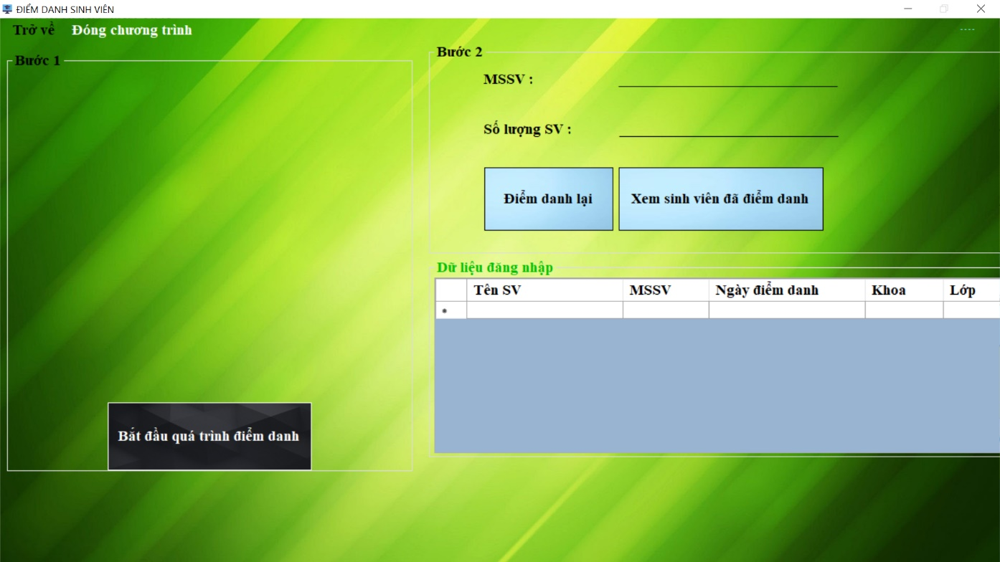 ĐIỂM DANH SINH VIÊN
Trở về Đóng chương trình
----
Bước 1
Bắt đầu quá trình điểm danh
Bước 2
MSSV :
Số lượng SV :
Điểm danh lại
Xem sinh viên đã điểm danh
Dữ liệu đăng nhập
Tên SV MSSV Ngày điểm danh Khoa Lớp
*